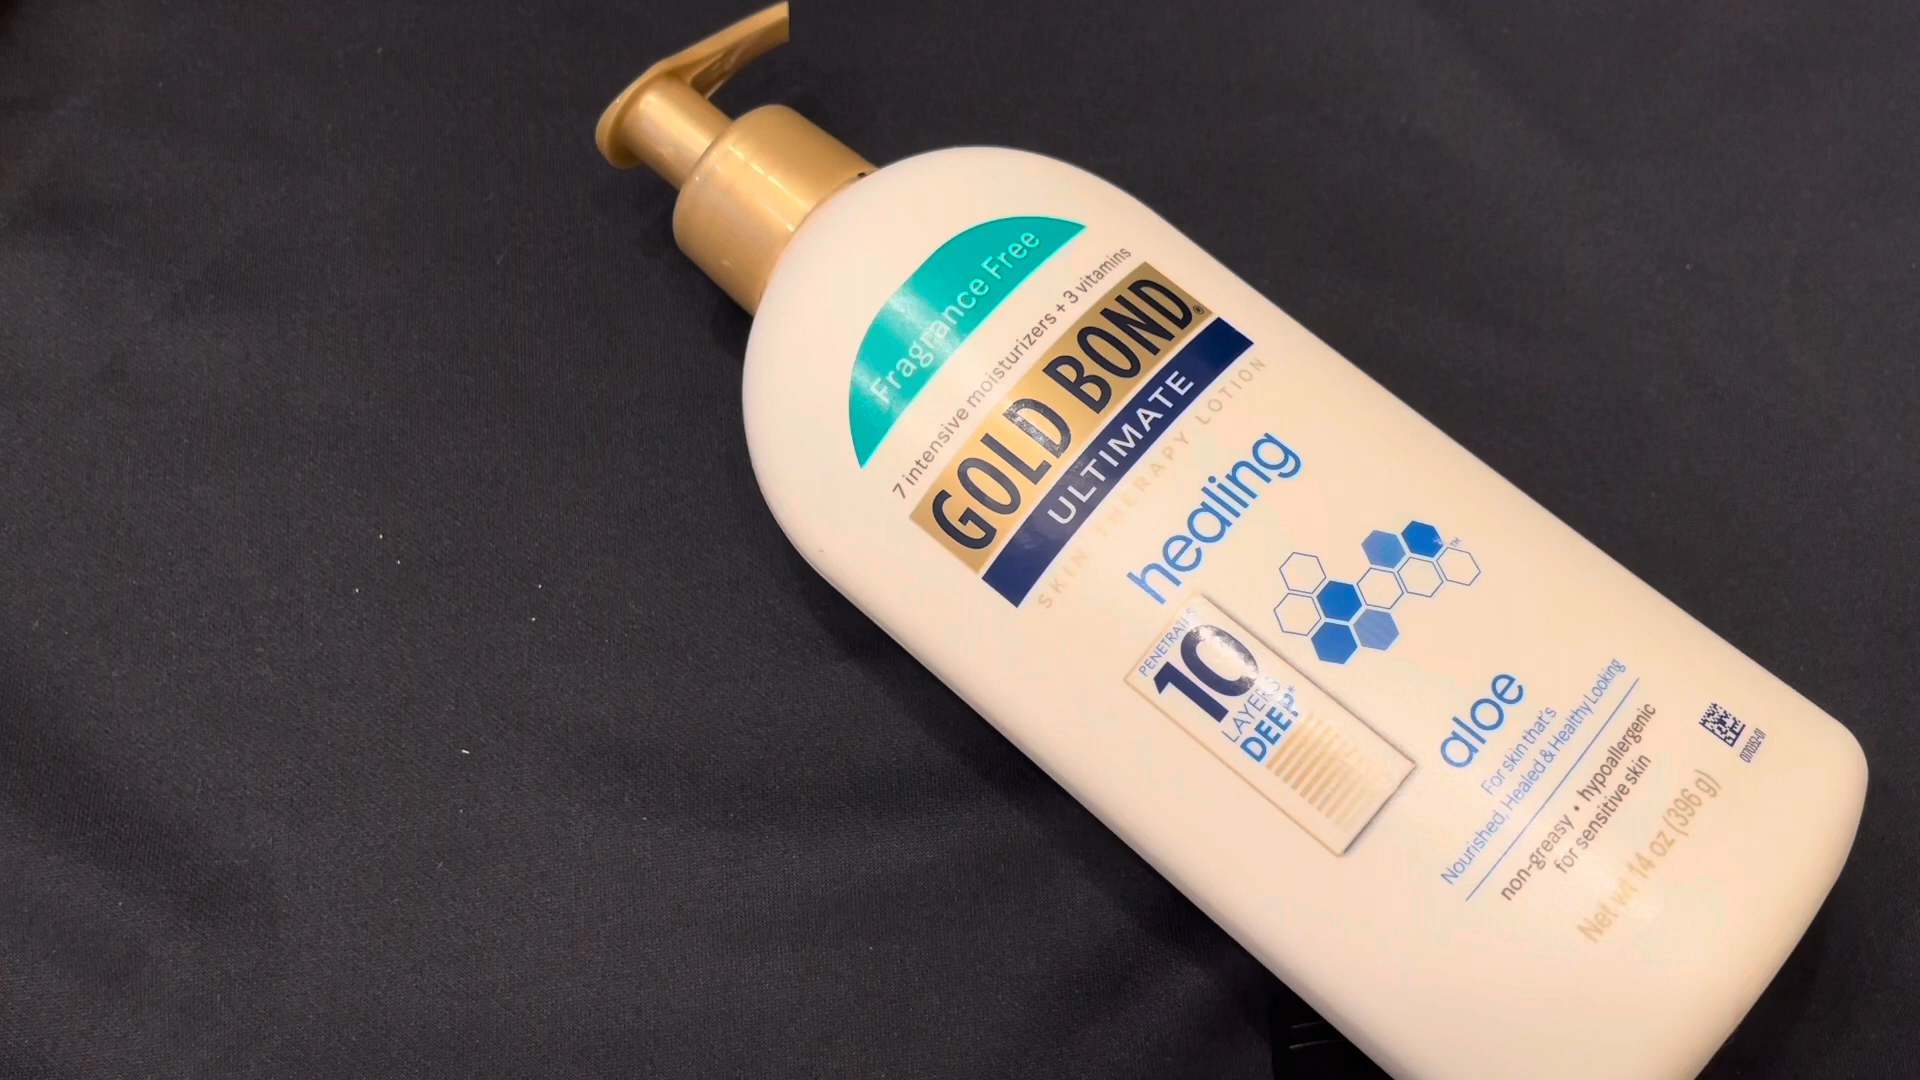 Fragrance Free
7 intensive moisturizers + 3 vitamins
GOLD BOND®
ULTIMATE
SKIN THERAPY LOTION
healing
TM
PENETRATES
10
LAYERS
DEEP*
aloe
For skin that's
Nourished, Healed & Healthy Looking
non-greasy • hypoallergenic
for sensitive skin
Net wt 14 oz (396 g)